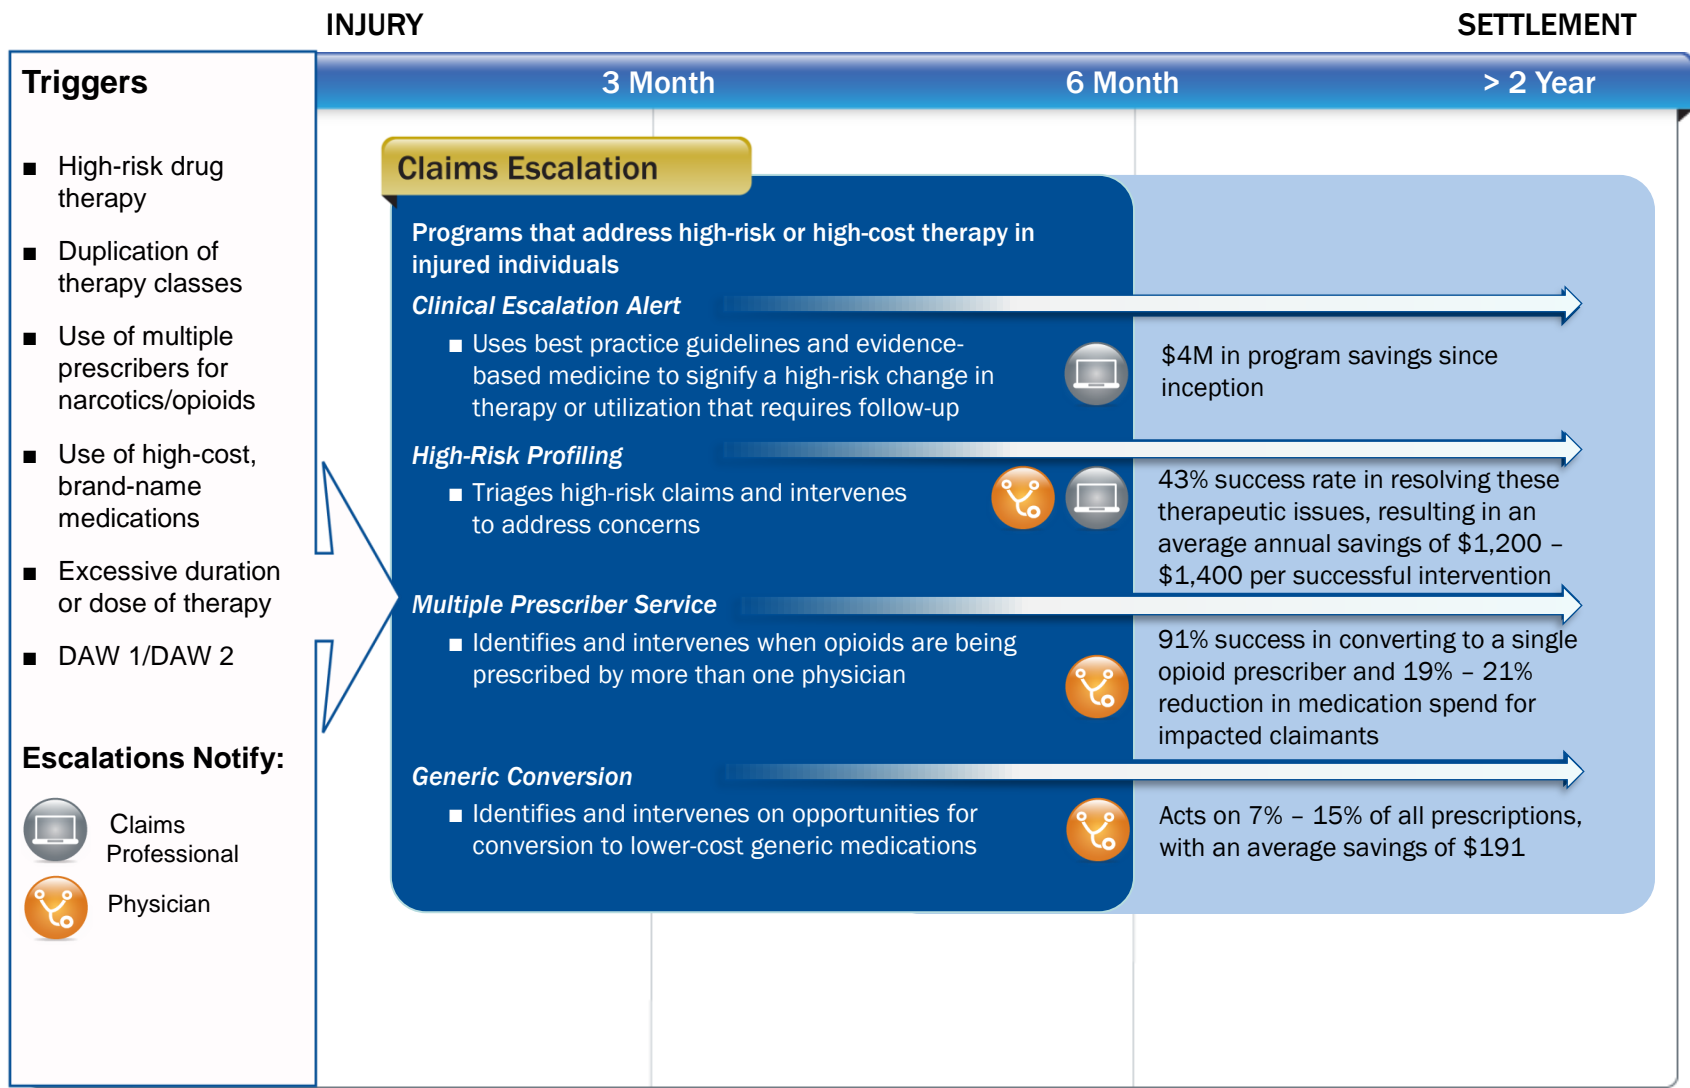 INJURY
SETTLEMENT
3 Month
6 Month
> 2 Year
Triggers
■ High-risk drug
therapy
■ Duplication of
therapy classes
■ Use of multiple
prescribers for
narcotics/opioids
■ Use of high-cost,
brand-name
medications
■ Excessive duration
or dose of therapy
■ DAW 1/DAW 2
Escalations Notify:
Claims
Professional
Physician
Claims Escalation
Programs that address high-risk or high-cost therapy in
injured individuals
Clinical Escalation Alert
■ Uses best practice guidelines and evidence-
based medicine to signify a high-risk change in
therapy or utilization that requires follow-up
$4M in program savings since
inception
High-Risk Profiling
■ Triages high-risk claims and intervenes
to address concerns
43% success rate in resolving these
therapeutic issues, resulting in an
average annual savings of $1,200 –
$1,400 per successful intervention
Multiple Prescriber Service
■ Identifies and intervenes when opioids are being
prescribed by more than one physician
91% success in converting to a single
opioid prescriber and 19% – 21%
reduction in medication spend for
impacted claimants
Generic Conversion
■ Identifies and intervenes on opportunities for
conversion to lower-cost generic medications
Acts on 7% – 15% of all prescriptions,
with an average savings of $191